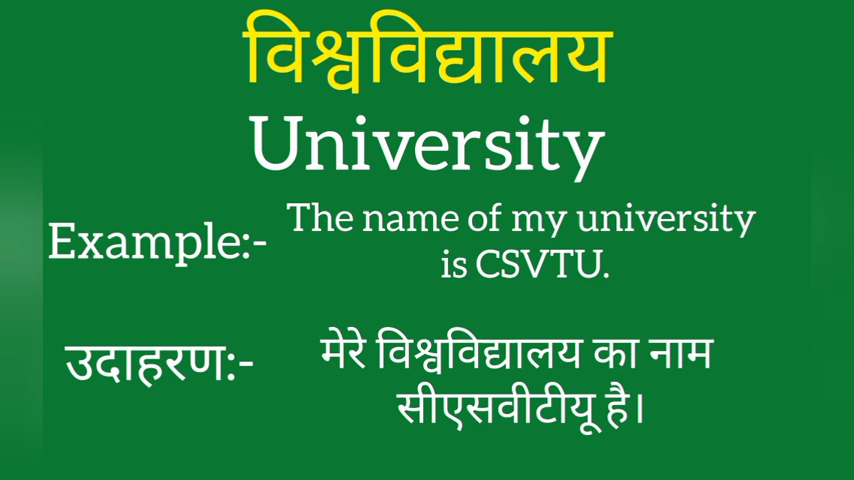 विश्वविद्यालय
University
Example:- The name of my university
is CSVTU.
उदाहरण:- मेरे विश्वविद्यालय का नाम
सीएसवीटीयू है।